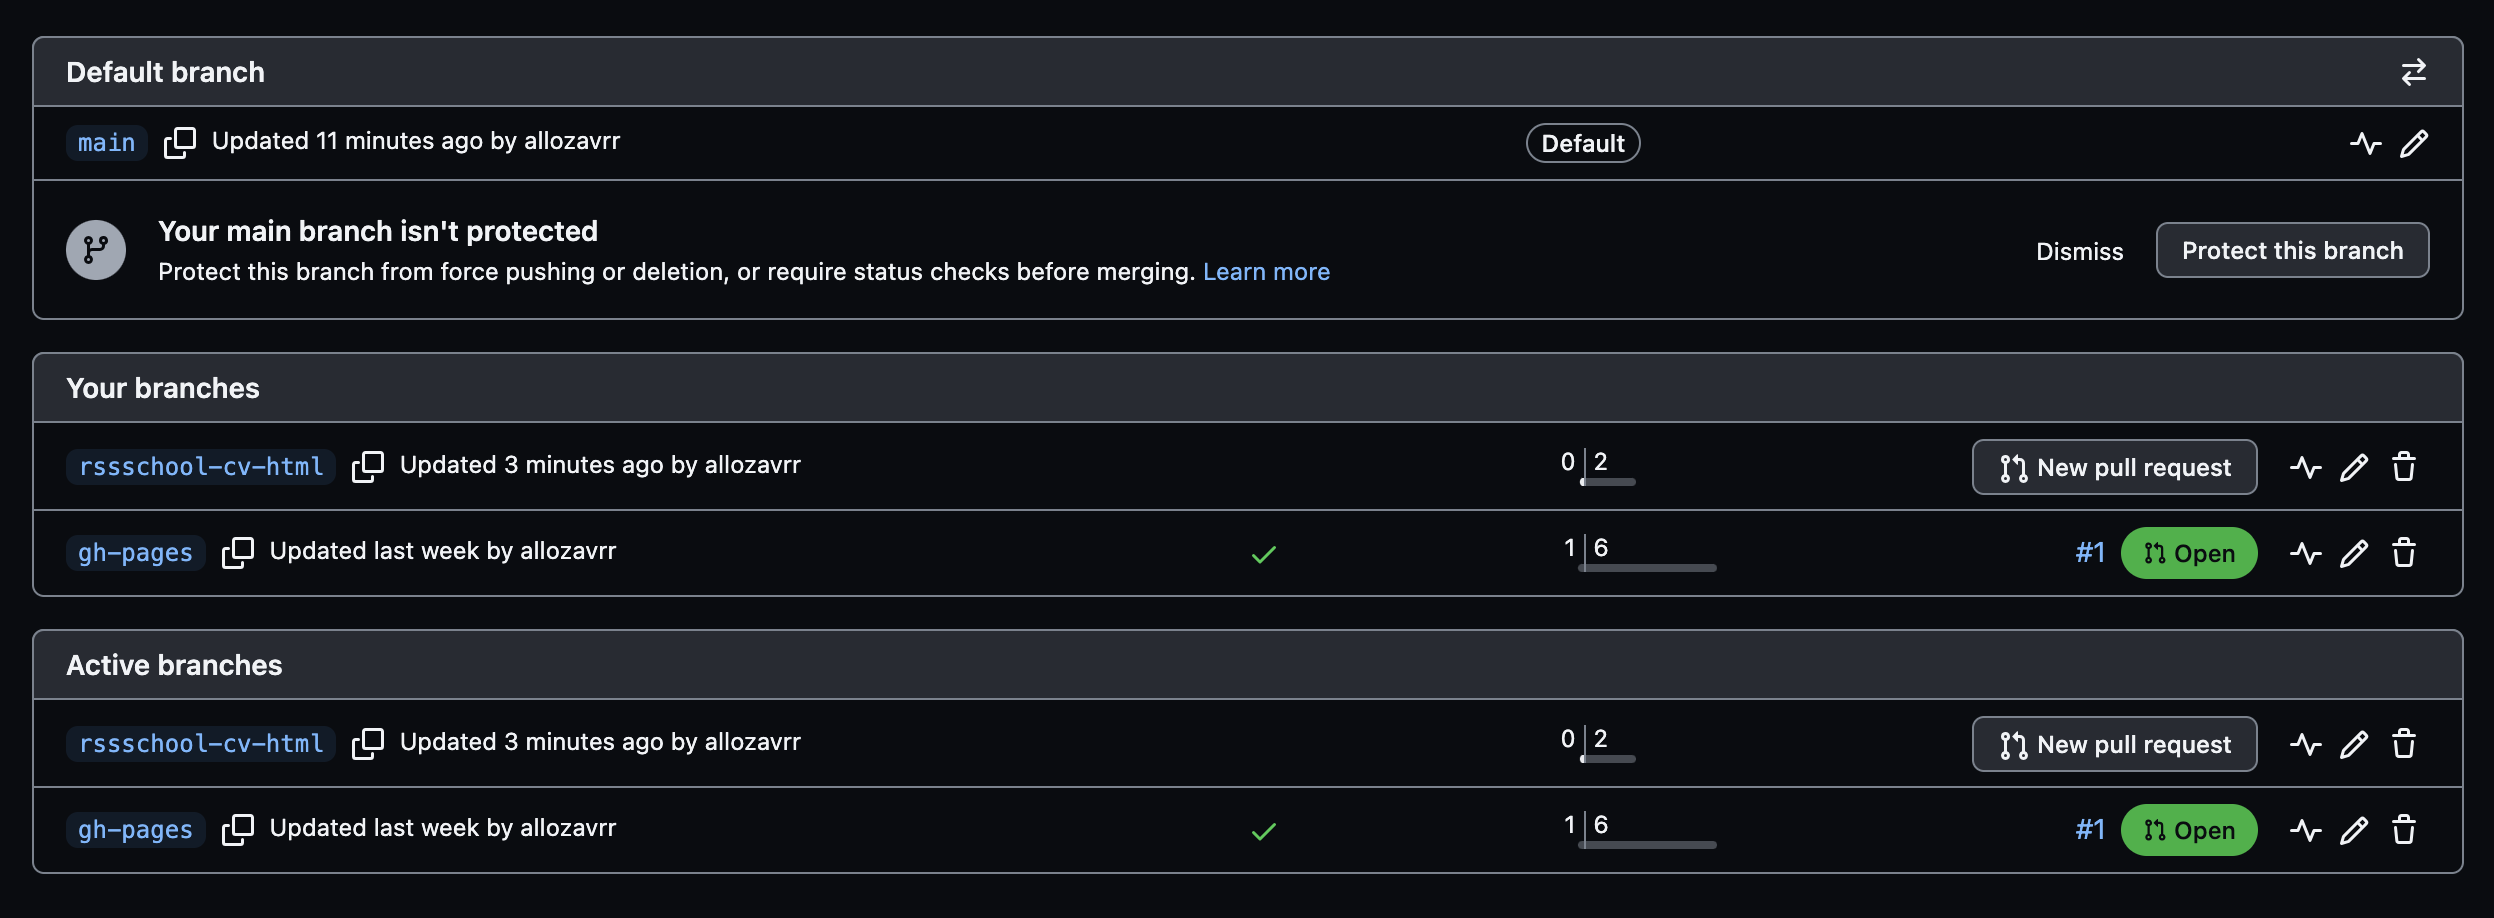 Default branch
main Updated 11 minutes ago by allozavrr Default
Your main branch isn't protected
Protect this branch from force pushing or deletion, or require status checks before merging. Learn more
Dismiss Protect this branch
Your branches
rssschool-cv-html Updated 3 minutes ago by allozavrr 0 2 New pull request
gh-pages Updated last week by allozavrr 1 6 #1 Open
Active branches
rssschool-cv-html Updated 3 minutes ago by allozavrr 0 2 New pull request
gh-pages Updated last week by allozavrr 1 6 #1 Open